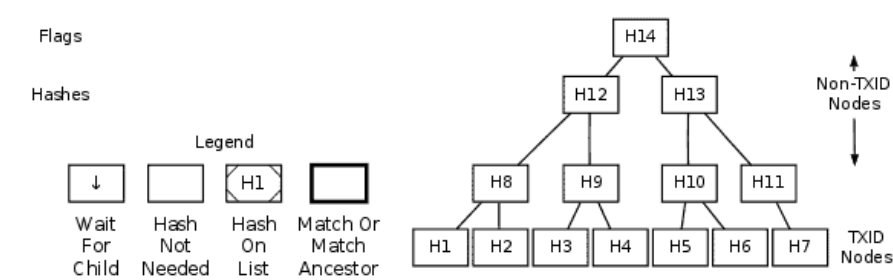 Flags
Hashes
Legend
↓
H1
Wait For Child
Hash Not Needed
Hash On List
Match Or Match Ancestor
H14
H12 H13
H8 H9 H10 H11
H1 H2 H3 H4 H5 H6 H7
Non-TXID
Nodes
TXID
Nodes